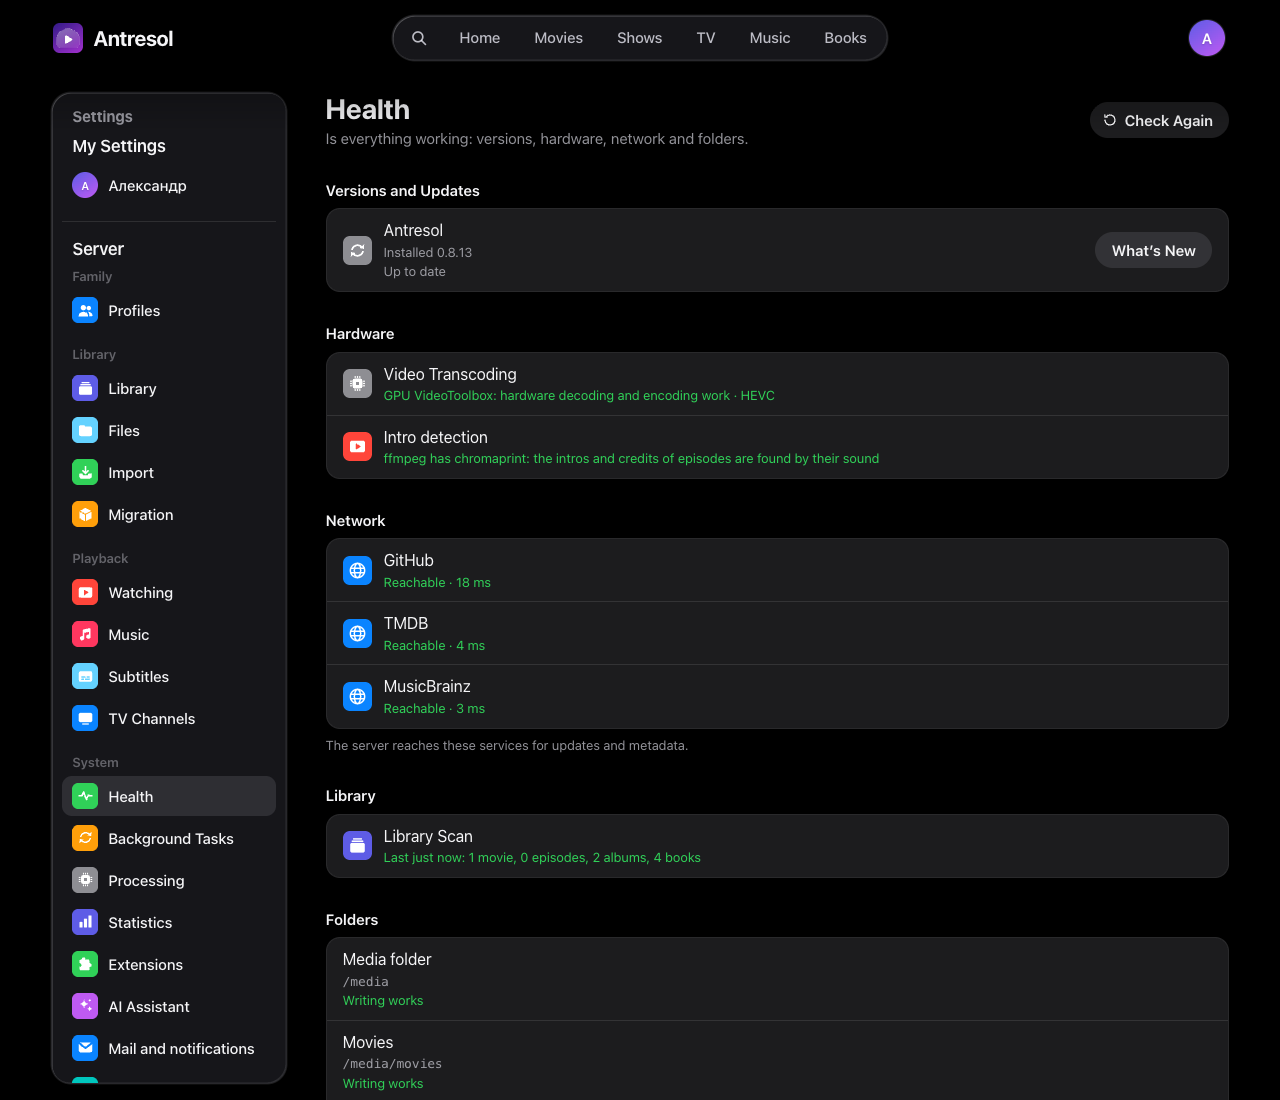 Antresol
Home
Movies
Shows
TV
Music
Books
A
Settings
My Settings
A
Александр
Server
Family
Profiles
Library
Library
Files
Import
Migration
Playback
Watching
Music
Subtitles
TV Channels
System
Health
Background Tasks
Processing
Statistics
Extensions
AI Assistant
Mail and notifications
Health
Is everything working: versions, hardware, network and folders.
Check Again
Versions and Updates
Antresol
Installed 0.8.13
Up to date
What's New
Hardware
Video Transcoding
GPU VideoToolbox: hardware decoding and encoding work · HEVC
Intro detection
ffmpeg has chromaprint: the intros and credits of episodes are found by their sound
Network
GitHub
Reachable · 18 ms
TMDB
Reachable · 4 ms
MusicBrainz
Reachable · 3 ms
The server reaches these services for updates and metadata.
Library
Library Scan
Last just now: 1 movie, 0 episodes, 2 albums, 4 books
Folders
Media folder
/media
Writing works
Movies
/media/movies
Writing works